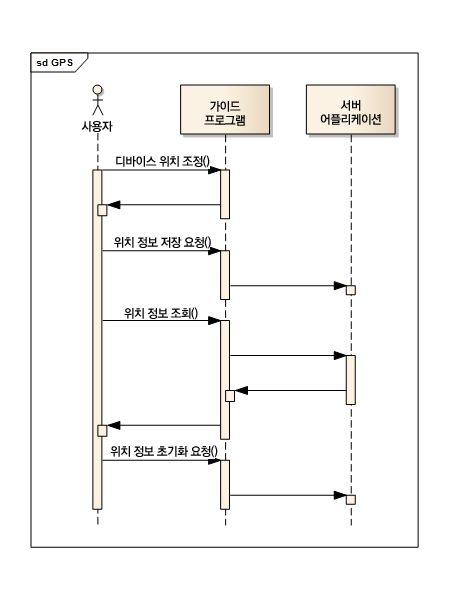 sd GPS
사용자
가이드
프로그램
서버
어플리케이션
디바이스 위치 조정()
위치 정보 저장 요청()
위치 정보 조회()
위치 정보 초기화 요청()